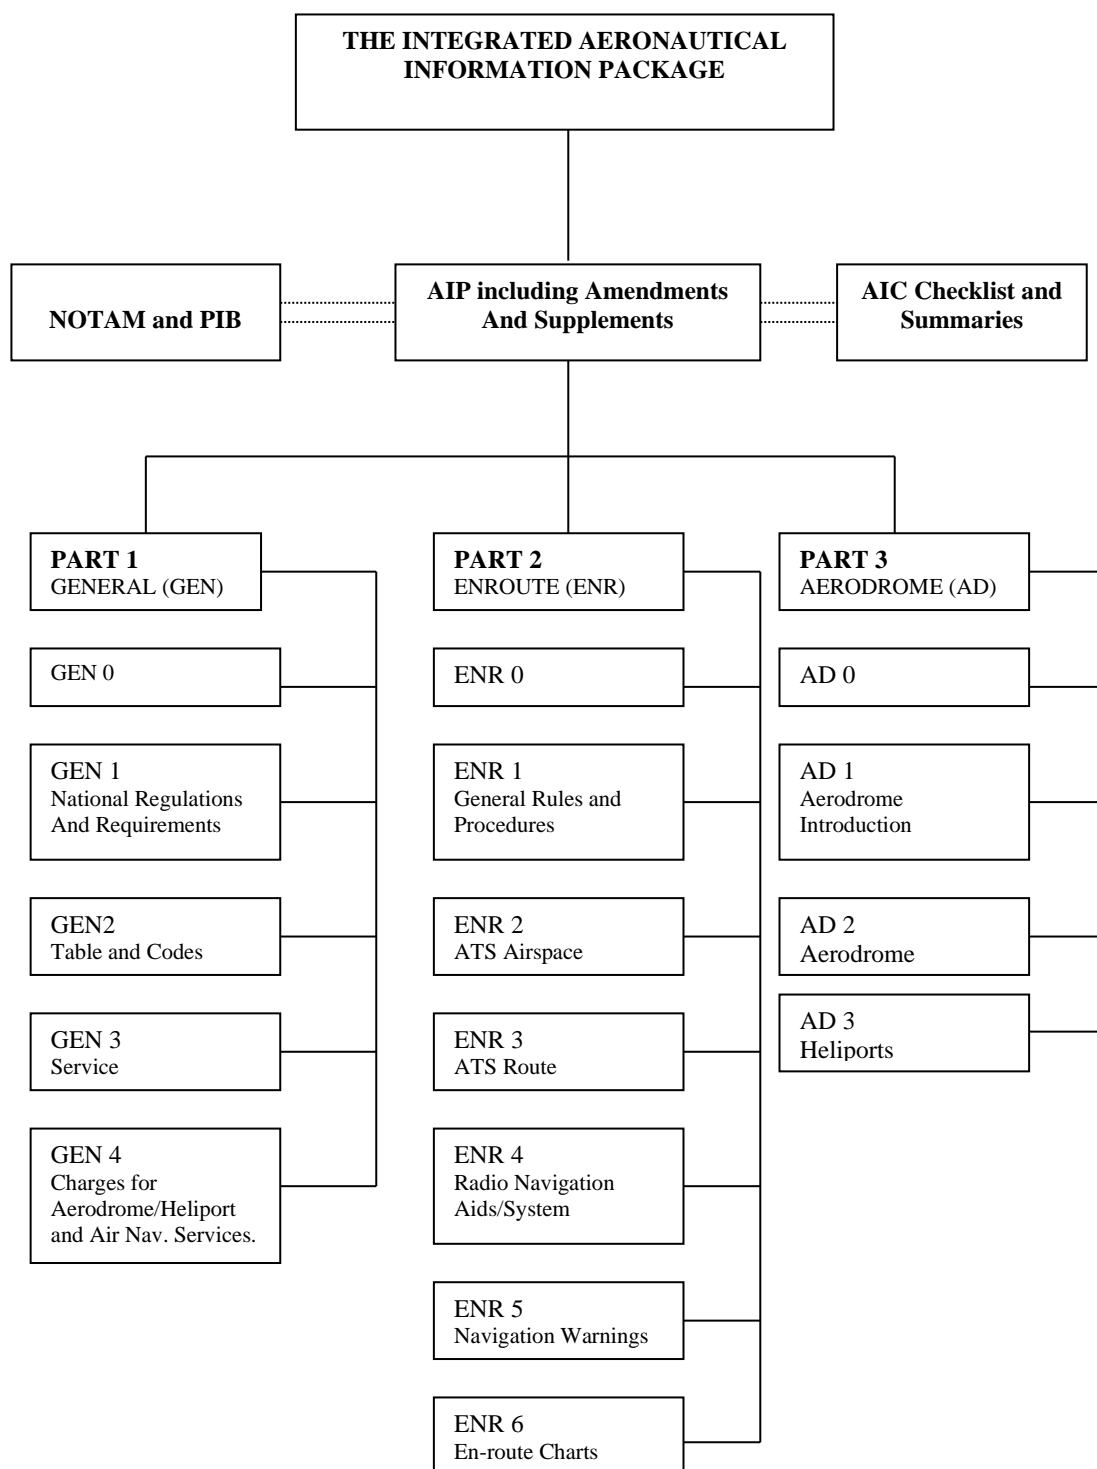 THE INTEGRATED AERONAUTICAL
INFORMATION PACKAGE
NOTAM and PIB
AIP including Amendments
And Supplements
AIC Checklist and
Summaries
PART 1
GENERAL (GEN)
GEN 0
GEN 1
National Regulations
And Requirements
GEN2
Table and Codes
GEN 3
Service
GEN 4
Charges for
Aerodrome/Heliport
and Air Nav. Services.
PART 2
ENROUTE (ENR)
ENR 0
ENR 1
General Rules and
Procedures
ENR 2
ATS Airspace
ENR 3
ATS Route
ENR 4
Radio Navigation
Aids/System
ENR 5
Navigation Warnings
ENR 6
En-route Charts
PART 3
AERODROME (AD)
AD 0
AD 1
Aerodrome
Introduction
AD 2
Aerodrome
AD 3
Heliports